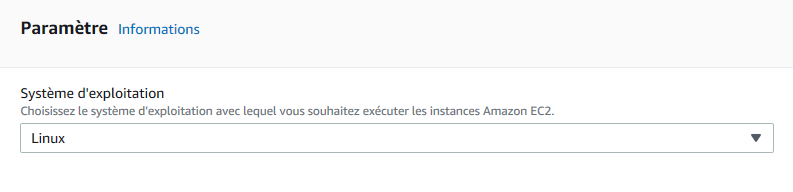 Paramètre Informations
Système d'exploitation
Choisissez le système d'exploitation avec lequel vous souhaitez exécuter les instances Amazon EC2.
Linux